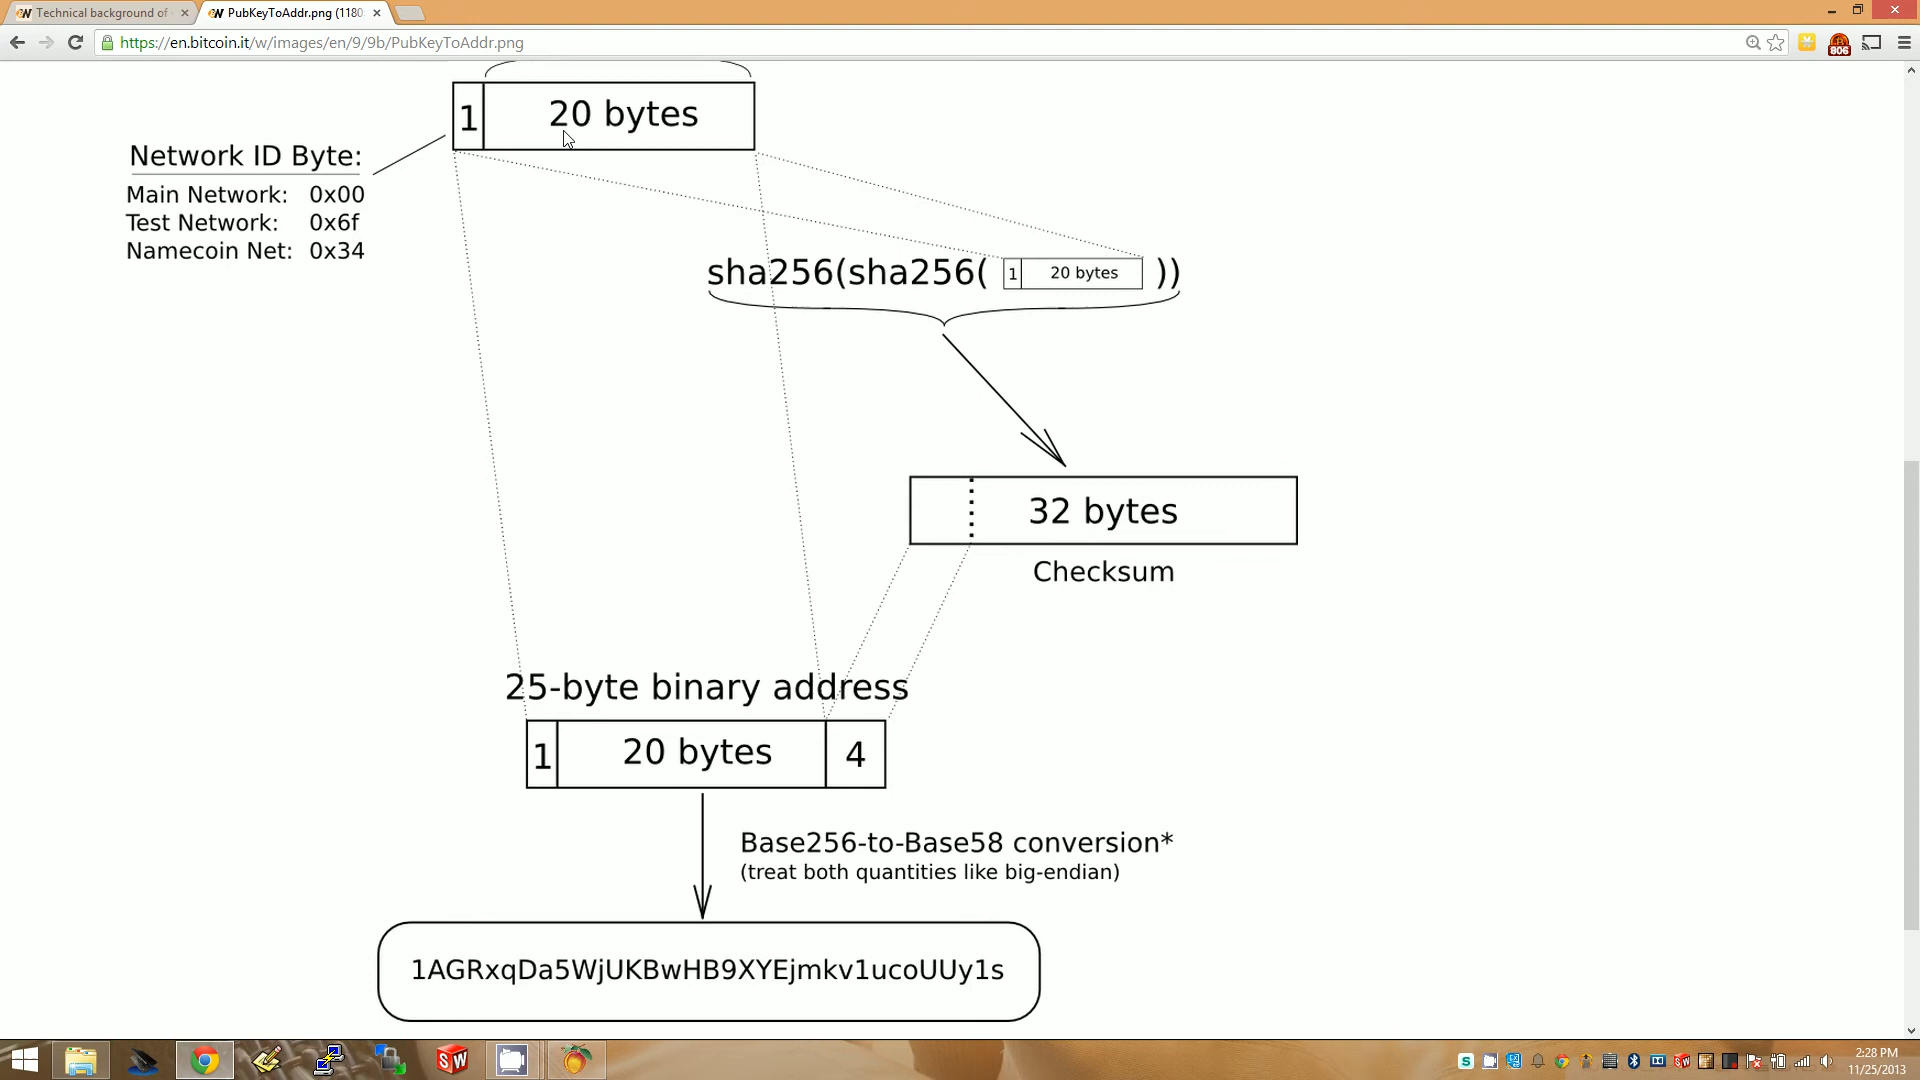 Technical background of
PubKeyToAddr.png (1180
https://en.bitcoin.it/w/images/en/9/9b/PubKeyToAddr.png
806
1 20 bytes
Network ID Byte:
Main Network: 0x00
Test Network: 0x6f
Namecoin Net: 0x34
sha256(sha256( 1 20 bytes ))
32 bytes
Checksum
25-byte binary address
1 20 bytes 4
Base256-to-Base58 conversion*
(treat both quantities like big-endian)
1AGRxqDa5WjUKBwHB9XYEjmkv1ucoUUy1s
SW
S
2:28 PM
11/25/2013